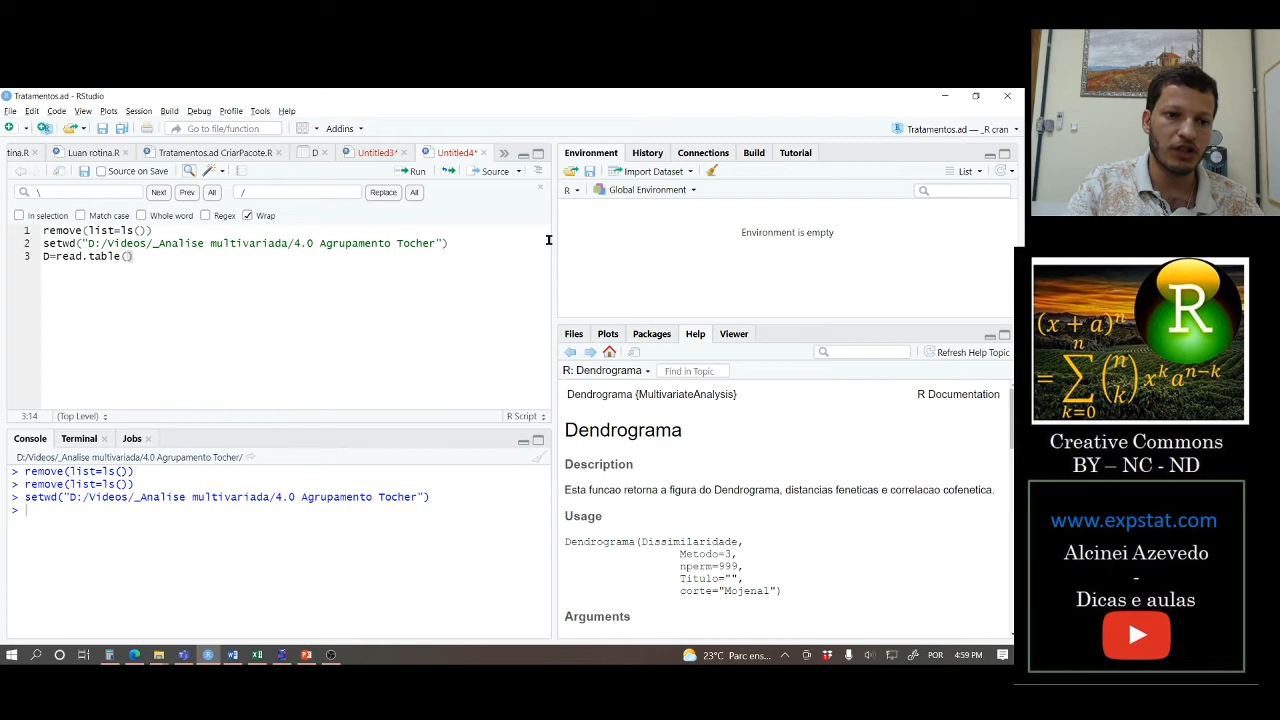 Tratamentos.ad - RStudio
File Edit Code View Plots Session Build Debug Profile Tools Help
Go to file/function Addins Tratamentos.ad — _R cran
tina.R Luan rotina.R Tratamentos.ad CriarPacote.R D Untitled3* Untitled4*
Source on Save Run Source
\ Next Prev All / Replace All
In selection Match case Whole word Regex Wrap
1 remove(list=ls())
2 setwd("D:/Videos/_Analise multivariada/4.0 Agrupamento Tocher")
3 D=read.table()
3:14 (Top Level) R Script
Console Terminal Jobs
D:/Videos/_Analise multivariada/4.0 Agrupamento Tocher/
> remove(list=ls())
> remove(list=ls())
> setwd("D:/Videos/_Analise multivariada/4.0 Agrupamento Tocher")
>
Environment History Connections Build Tutorial
Import Dataset List
R Global Environment
Environment is empty
Files Plots Packages Help Viewer
Refresh Help Topic
R: Dendrograma Find in Topic
Dendrograma {MultivariateAnalysis} R Documentation
Dendrograma
Description
Esta funcao retorna a figura do Dendrograma, distancias feneticas e correlacao cofenetica.
Usage
Dendrograma(Dissimilaridade,
Metodo=3,
nperm=999,
Titulo="",
corte="Mojenal")
Arguments
23°C Parc ens... POR 4:59 PM
R
(x + a)^n
= ∑ n k=0 (n k) x^k a^{n−k}
Creative Commons
BY – NC - ND
www.expstat.com
Alcinei Azevedo
-
Dicas e aulas